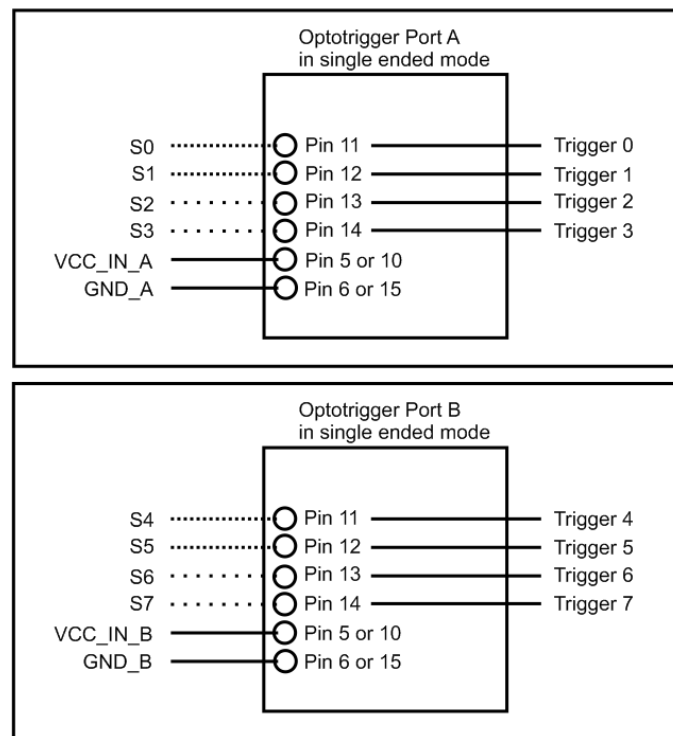 Optotrigger Port A
in single ended mode
S0 Pin 11 Trigger 0
S1 Pin 12 Trigger 1
S2 Pin 13 Trigger 2
S3 Pin 14 Trigger 3
VCC_IN_A Pin 5 or 10
GND_A Pin 6 or 15
Optotrigger Port B
in single ended mode
S4 Pin 11 Trigger 4
S5 Pin 12 Trigger 5
S6 Pin 13 Trigger 6
S7 Pin 14 Trigger 7
VCC_IN_B Pin 5 or 10
GND_B Pin 6 or 15